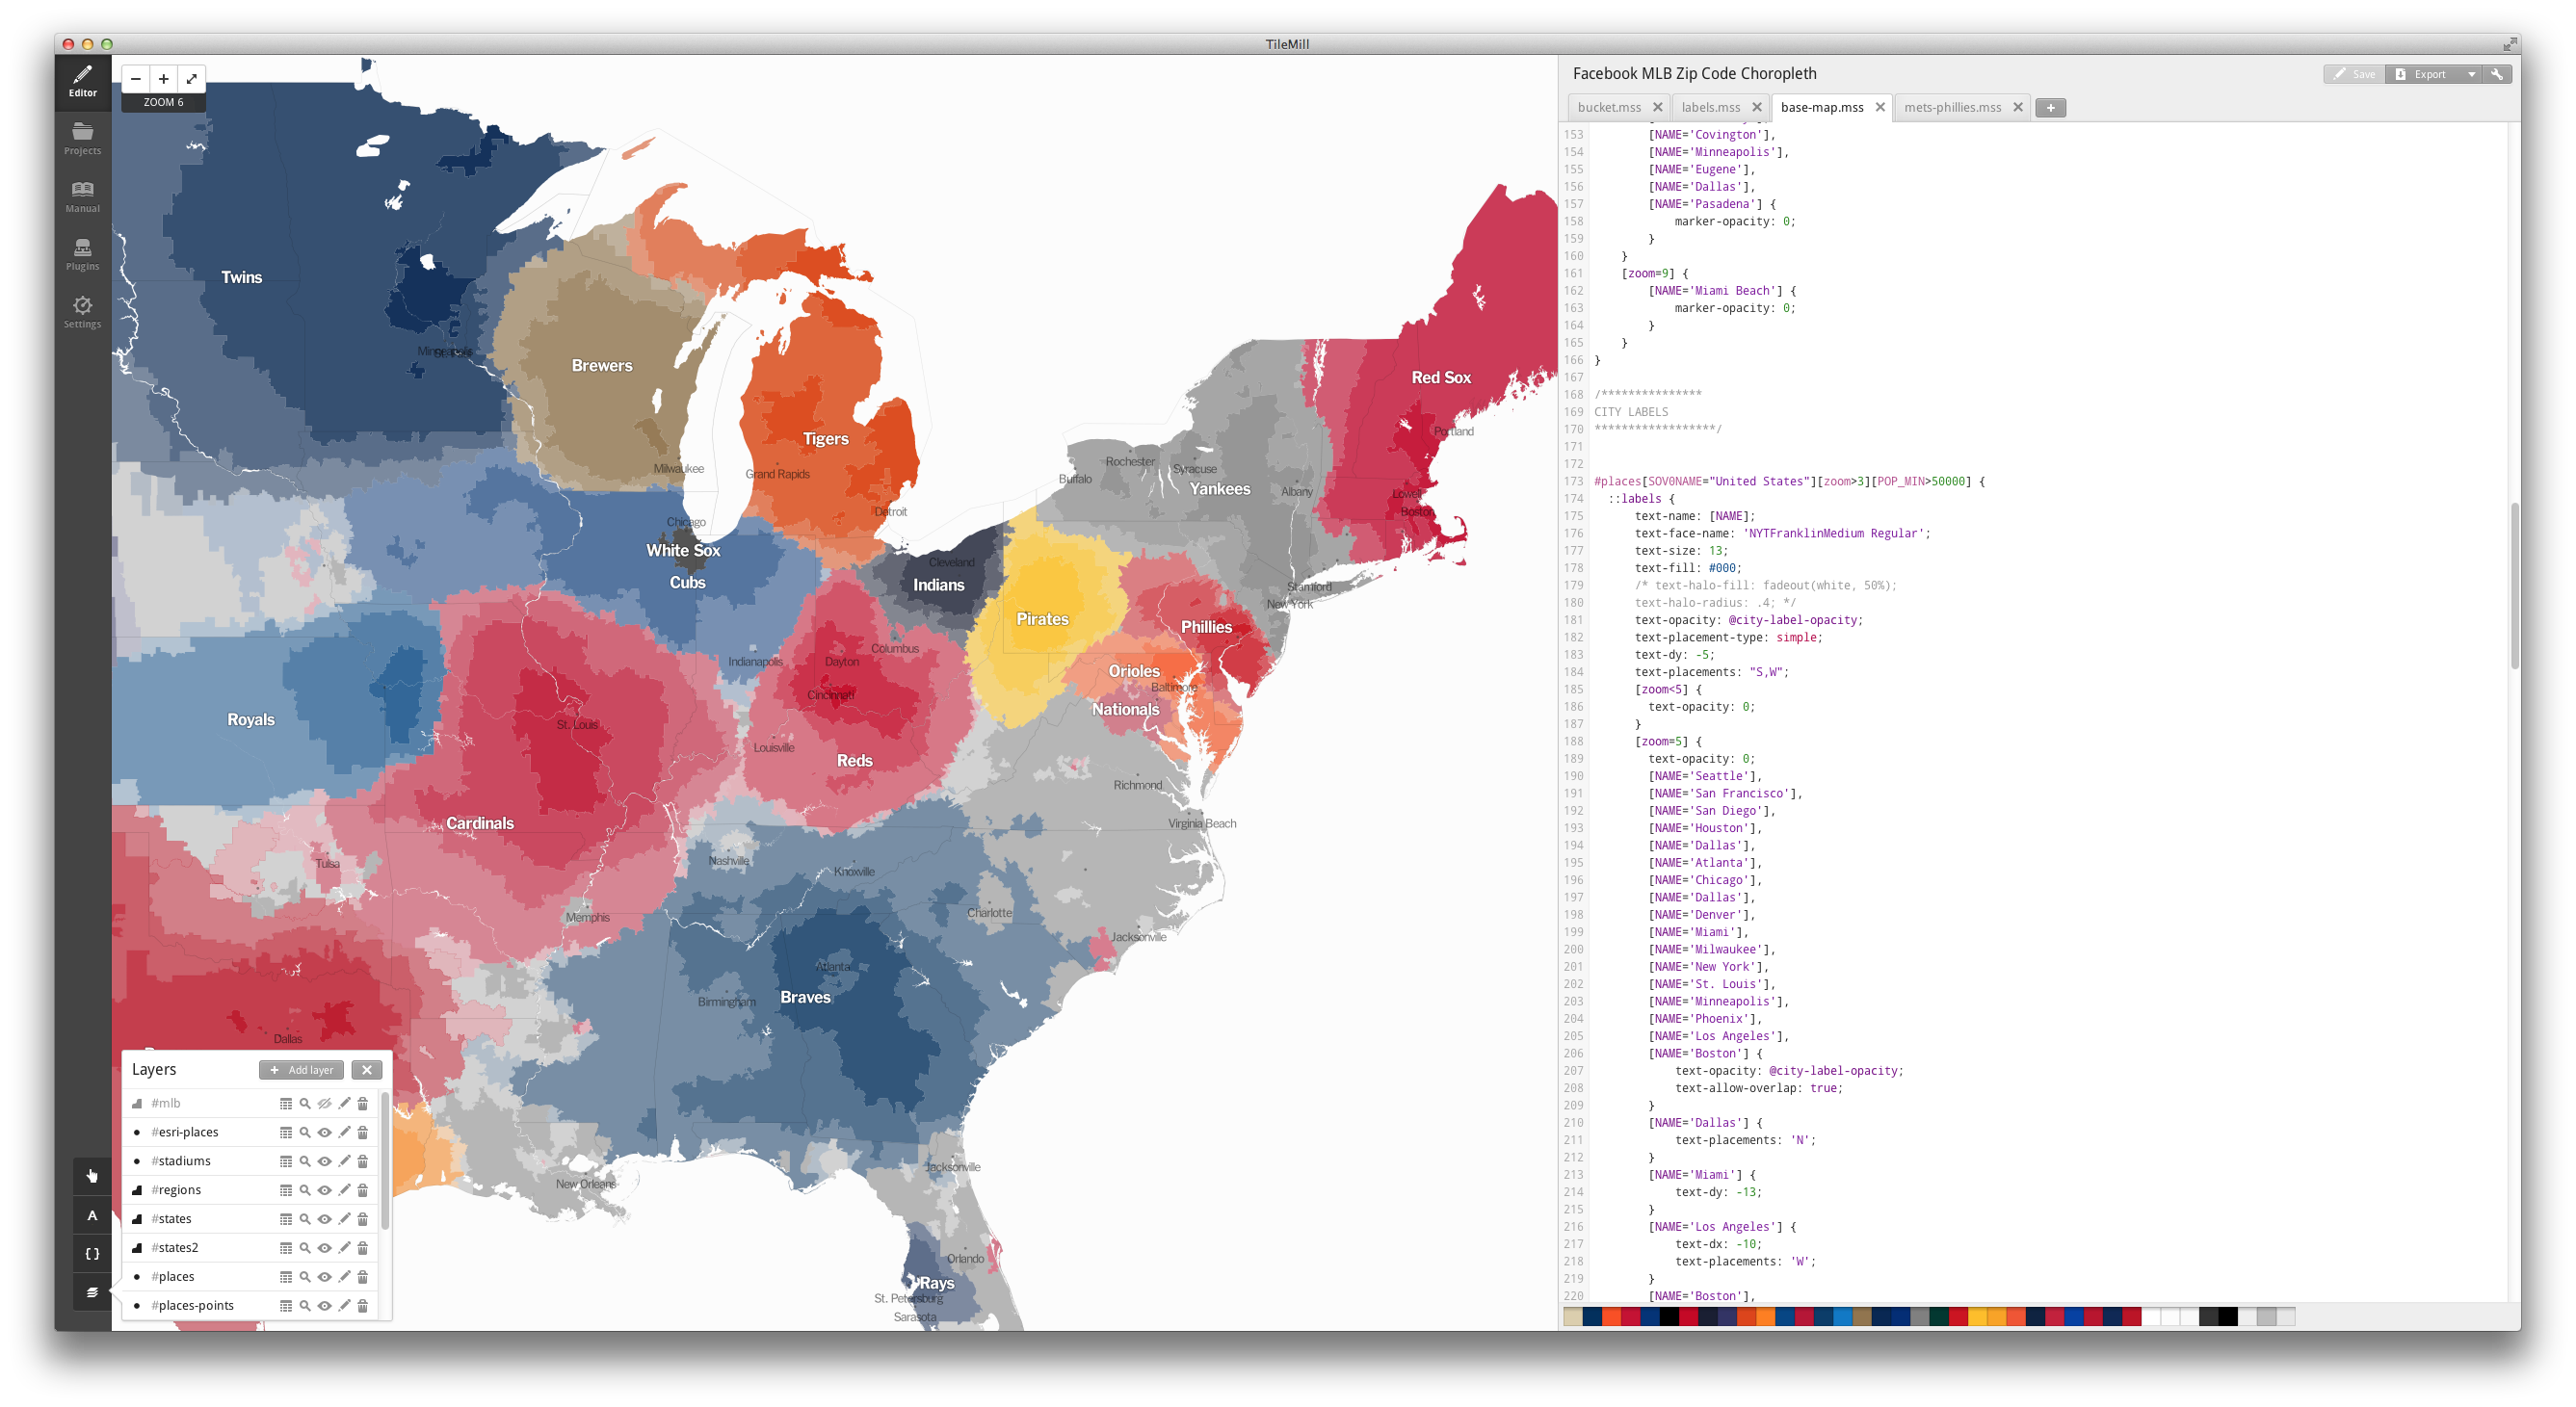 TileMill
Editor
Projects
Manual
Plugins
Settings
− + 
ZOOM 6
Twins
Minneapolis
Brewers
Milwaukee
Tigers
Grand Rapids
Detroit
Red Sox
Portland
Lowell
Boston
Rochester
Syracuse
Buffalo
Yankees
Albany
Stamford
New York
Chicago
White Sox
Cubs
Cleveland
Indians
Pirates
Phillies
Columbus
Indianapolis
Dayton
Orioles
Baltimore
Cincinnati
Nationals
Royals
St. Louis
Louisville
Reds
Richmond
Cardinals
Virginia Beach
Tulsa
Nashville
Knoxville
Memphis
Charlotte
Jacksonville
Atlanta
Braves
Birmingham
Dallas
New Orleans
Jacksonville
Orlando
Rays
St. Petersburg
Sarasota
Layers
+ Add layer
#mlb
#esri-places
#stadiums
#regions
#states
#states2
#places
#places-points
A
{}
Facebook MLB Zip Code Choropleth
Save Export
bucket.mss labels.mss base-map.mss mets-phillies.mss +
153 [NAME='Covington'],
154 [NAME='Minneapolis'],
155 [NAME='Eugene'],
156 [NAME='Dallas'],
157 [NAME='Pasadena'] {
158 marker-opacity: 0;
159 }
160 }
161 [zoom=9] {
162 [NAME='Miami Beach'] {
163 marker-opacity: 0;
164 }
165 }
166 }
167
168 /***************
169 CITY LABELS
170 ******************/
171
172
173 #places[SOV0NAME="United States"][zoom>3][POP_MIN>50000] {
174 ::labels {
175 text-name: [NAME];
176 text-face-name: 'NYTFranklinMedium Regular';
177 text-size: 13;
178 text-fill: #000;
179 /* text-halo-fill: fadeout(white, 50%);
180 text-halo-radius: .4; */
181 text-opacity: @city-label-opacity;
182 text-placement-type: simple;
183 text-dy: -5;
184 text-placements: "S,W";
185 [zoom<5] {
186 text-opacity: 0;
187 }
188 [zoom=5] {
189 text-opacity: 0;
190 [NAME='Seattle'],
191 [NAME='San Francisco'],
192 [NAME='San Diego'],
193 [NAME='Houston'],
194 [NAME='Dallas'],
195 [NAME='Atlanta'],
196 [NAME='Chicago'],
197 [NAME='Dallas'],
198 [NAME='Denver'],
199 [NAME='Miami'],
200 [NAME='Milwaukee'],
201 [NAME='New York'],
202 [NAME='St. Louis'],
203 [NAME='Minneapolis'],
204 [NAME='Phoenix'],
205 [NAME='Los Angeles'],
206 [NAME='Boston'] {
207 text-opacity: @city-label-opacity;
208 text-allow-overlap: true;
209 }
210 [NAME='Dallas'] {
211 text-placements: 'N';
212 }
213 [NAME='Miami'] {
214 text-dy: -13;
215 }
216 [NAME='Los Angeles'] {
217 text-dx: -10;
218 text-placements: 'W';
219 }
220 [NAME='Boston'],